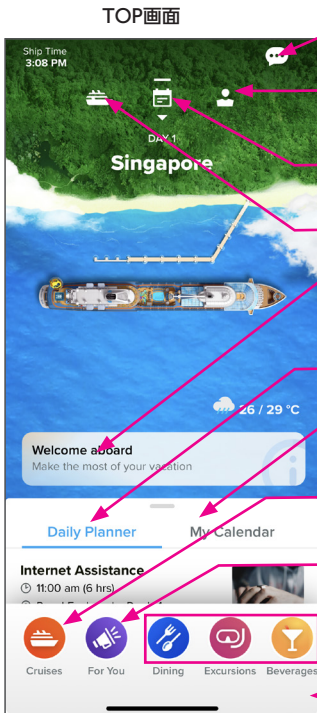 TOP画面
Ship Time
3:08 PM
DAY 1
Singapore
26 / 29 °C
Welcome aboard
Make the most of your vacation
Daily Planner
My Calendar
Internet Assistance
11:00 am (6 hrs)
Cruises
For You
Dining
Excursions
Beverages